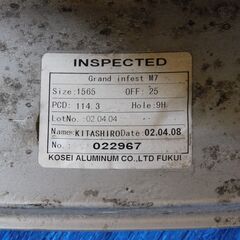 INSPECTED
Grand infest M7
Size:1565 OFF: 25
PCD: 114.3 Hole:9H
LotNo. :02.04.04
Name:KITASHIRO Date:02.04.08
No.: 022967
KOSEI ALUMINUM CO.,LTD FUKUI